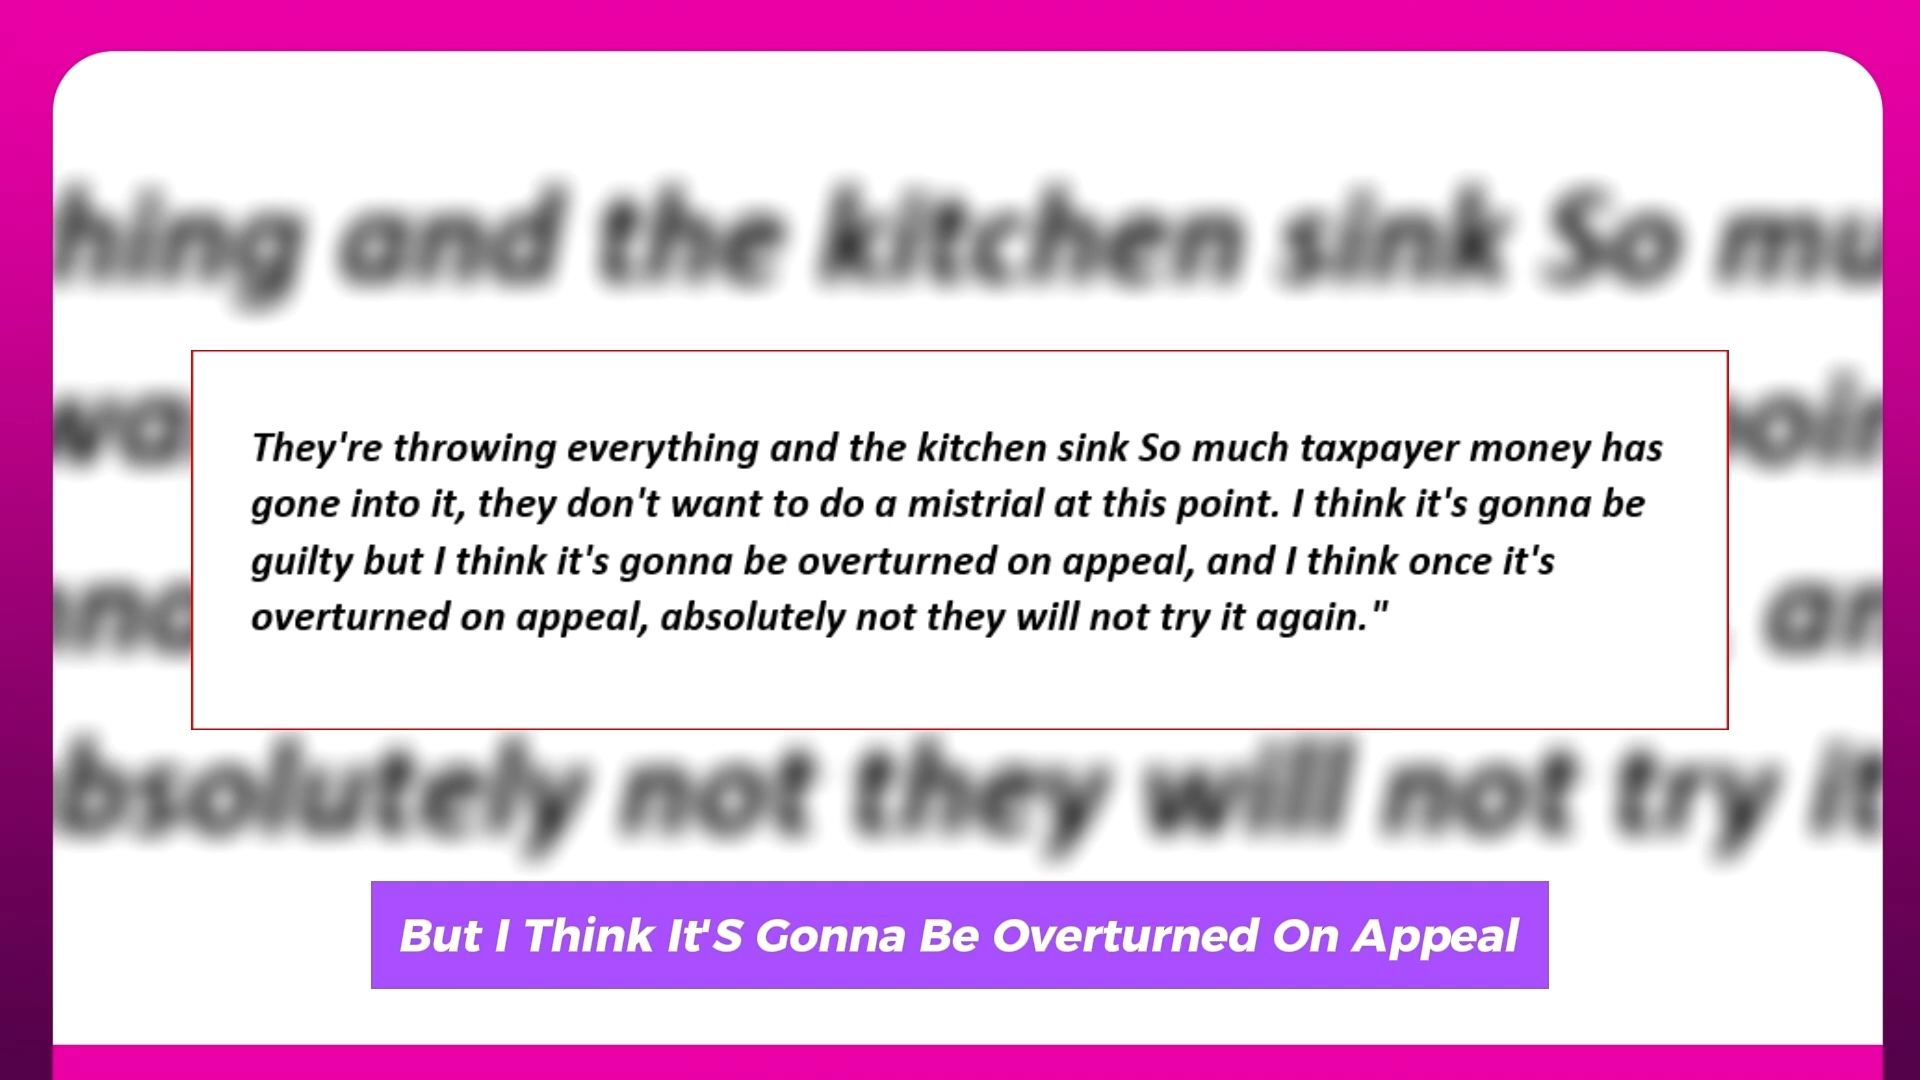 hing and the kitchen sink So mu
They're throwing everything and the kitchen sink So much taxpayer money has
gone into it, they don't want to do a mistrial at this point. I think it's gonna be
guilty but I think it's gonna be overturned on appeal, and I think once it's
overturned on appeal, absolutely not they will not try it again."
bsolutely not they will not try it
But I Think It'S Gonna Be Overturned On Appeal